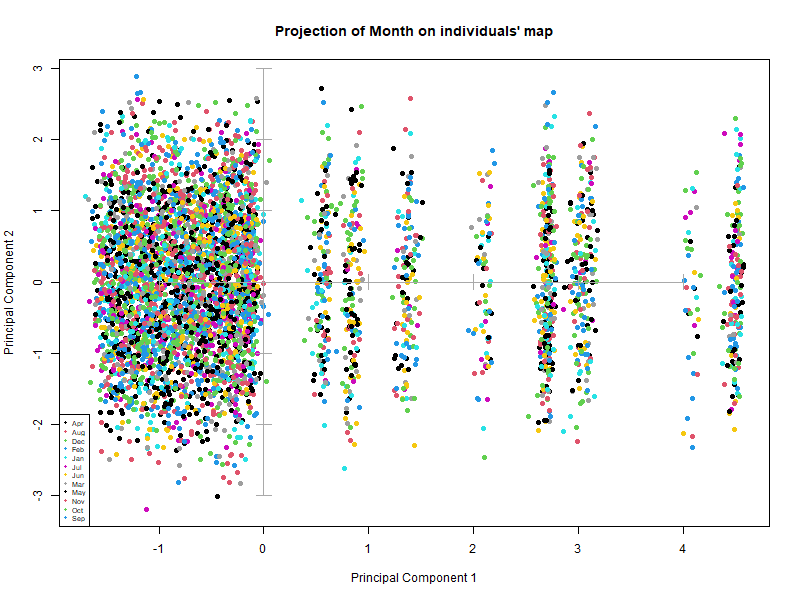 Projection of Month on individuals' map
Principal Component 2
3
2
1
0
-1
-2
-3
Apr
Aug
Dec
Feb
Jan
Jul
Jun
Mar
May
Nov
Oct
Sep
-1
0
1
2
3
4
Principal Component 1